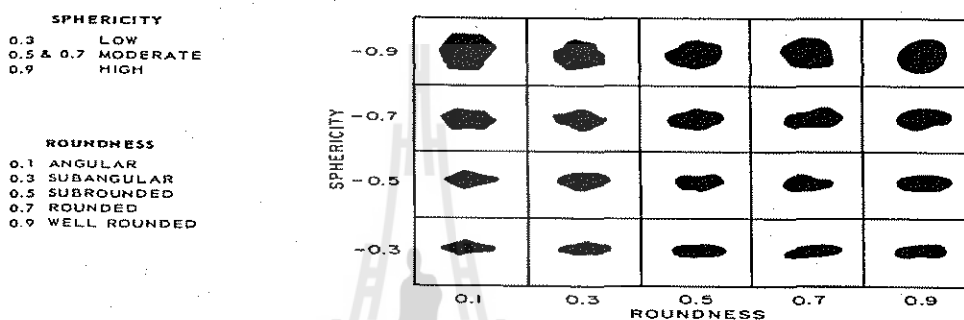 SPHERICITY
0.3 LOW
0.5 & 0.7 MODERATE
0.9 HIGH
ROUNDNESS
0.1 ANGULAR
0.3 SUBANGULAR
0.5 SUBROUNDED
0.7 ROUNDED
0.9 WELL ROUNDED
SPHERICITY
-0.9
-0.7
-0.5
-0.3
0.1 0.3 0.5 0.7 0.9
ROUNDNESS